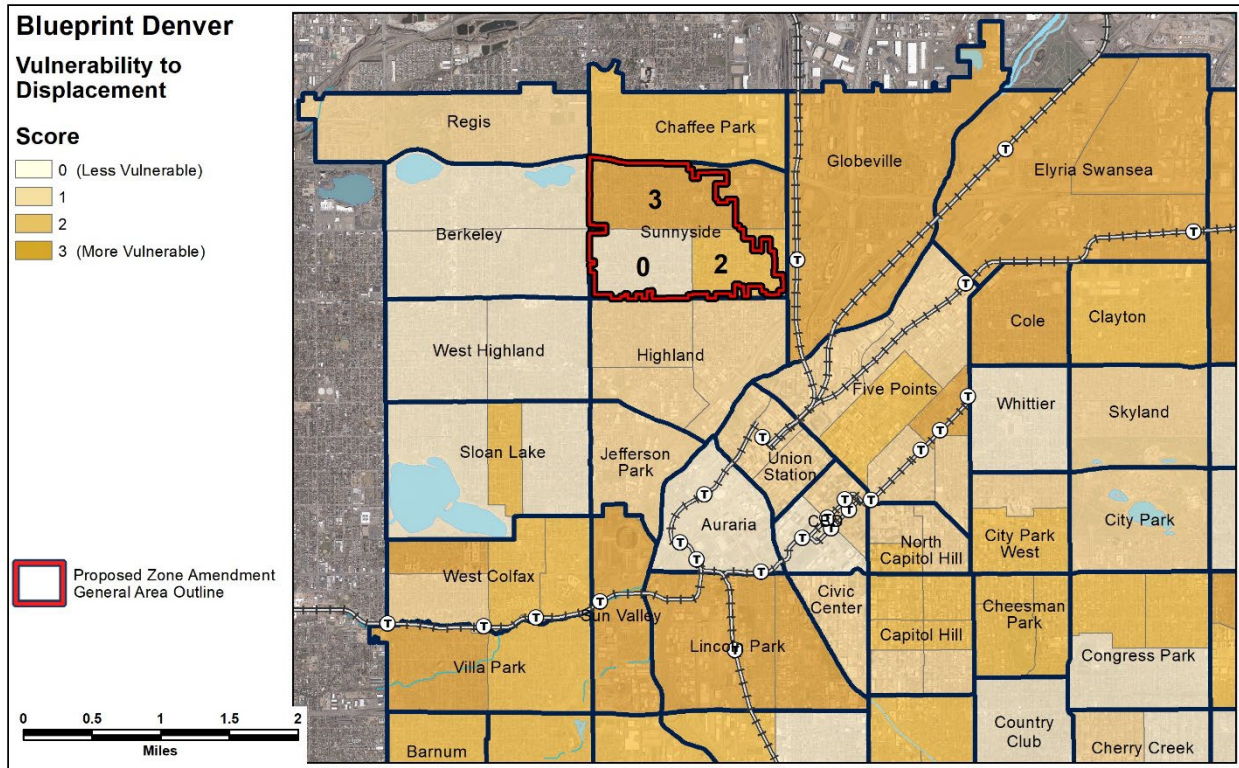 Blueprint Denver
Vulnerability to
Displacement
Score
0 (Less Vulnerable)
1
2
3 (More Vulnerable)
Proposed Zone Amendment
General Area Outline
0 0.5 1 1.5 2
Miles
Regis
Chaffee Park
Globeville
Elyria Swansea
T
3
Berkeley
Sunnyside
T
T
0
2
T
Cole
Clayton
West Highland
Highland
Five Points
T
Whittier
Skyland
Sloan Lake
Jefferson
Park
T
Union
Station
T
T
T
Auraria
T
T
T
T
CBD
T
T
City Park
T
T
T
T
North
Capitol Hill
City Park
West
West Colfax
Civic
Center
Cheesman
Park
T
T
T
T
Sun Valley
Capitol Hill
Lincoln Park
T
Villa Park
Congress Park
Country
Club
Barnum
Cherry Creek